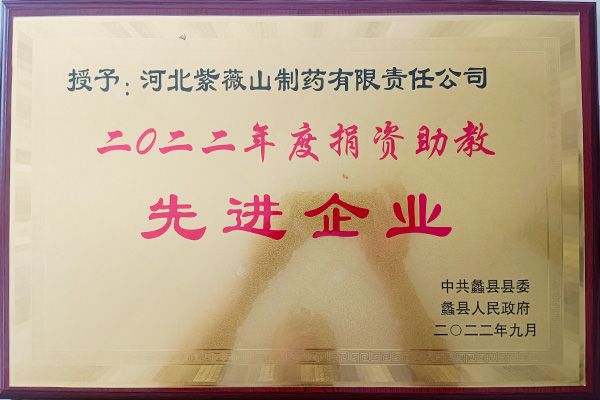 授予：河北紫薇山制药有限责任公司
二〇二二年度捐资助教
先进企业
中共蠡县县委
蠡县人民政府
二〇二二年九月